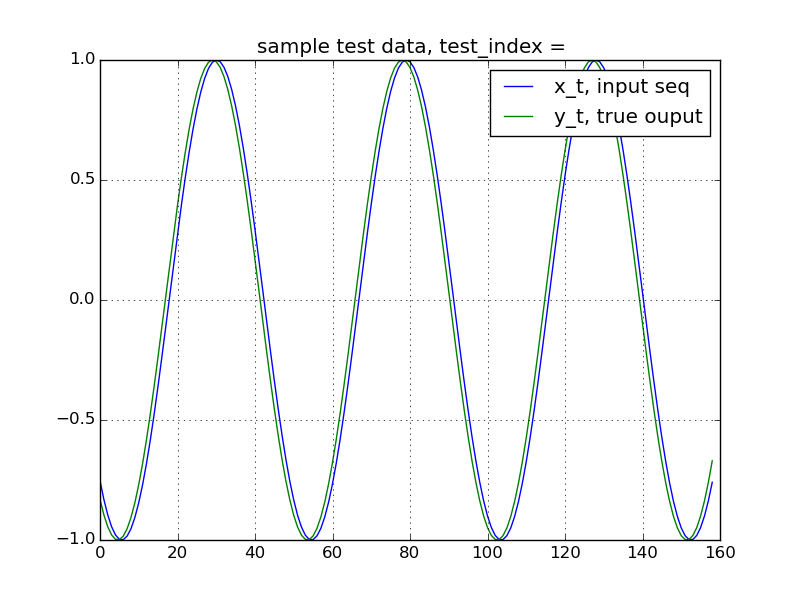 sample test data, test_index =
x_t, input seq
y_t, true ouput
1.0
0.5
0.0
−0.5
−1.0
0 20 40 60 80 100 120 140 160